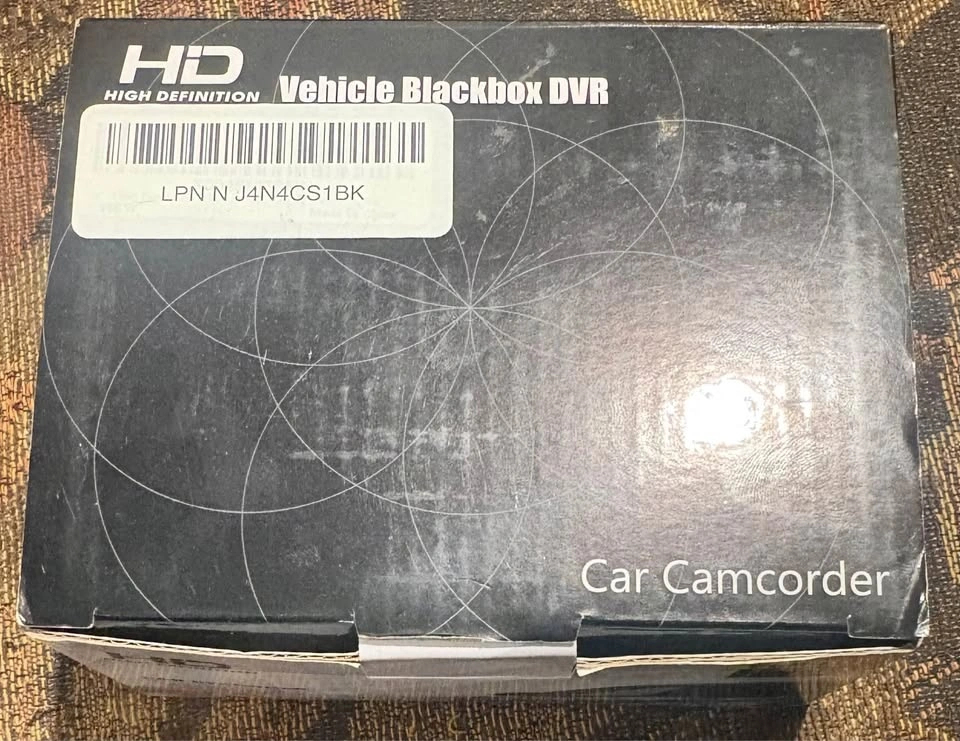 HD
HIGH DEFINITION
Vehicle Blackbox DVR
LPN N J4N4CS1BK
Car Camcorder